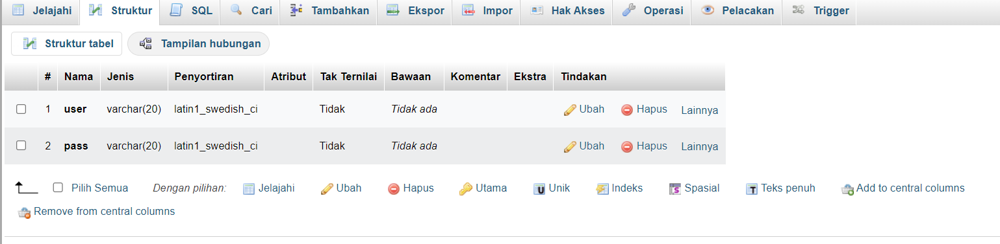 Jelajahi Struktur SQL Cari Tambahkan Ekspor Impor Hak Akses Operasi Pelacakan Trigger
Struktur tabel Tampilan hubungan
# Nama Jenis Penyortiran Atribut Tak Ternilai Bawaan Komentar Ekstra Tindakan
1 user varchar(20) latin1_swedish_ci Tidak Tidak ada Ubah Hapus Lainnya
2 pass varchar(20) latin1_swedish_ci Tidak Tidak ada Ubah Hapus Lainnya
Pilih Semua Dengan pilihan: Jelajahi Ubah Hapus Utama Unik Indeks Spasial Teks penuh Add to central columns
Remove from central columns